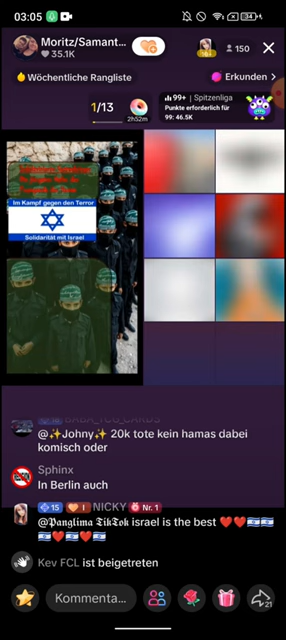 03:05
34
Moritz/Samant...
35.1K
150
Wöchentliche Rangliste
Erkunden
1/13
2h52m
99+ | Spitzenliga
Punkte erforderlich für
99: 46.5K
Im Kampf gegen den Terror
Solidarität mit Israel
@✨Johny✨ 20k tote kein hamas dabei
komisch oder
Sphinx
In Berlin auch
15 I NICKY Nr. 1
@𝕻𝖆𝖓𝖌𝖑𝖎𝖒𝖆 𝕿𝖎𝖐𝕿𝖔𝖐 israel is the best ❤️❤️🇮🇱🇮🇱
🇮🇱❤️🇮🇱❤️🇮🇱
Kev FCL ist beigetreten
Kommenta...
21